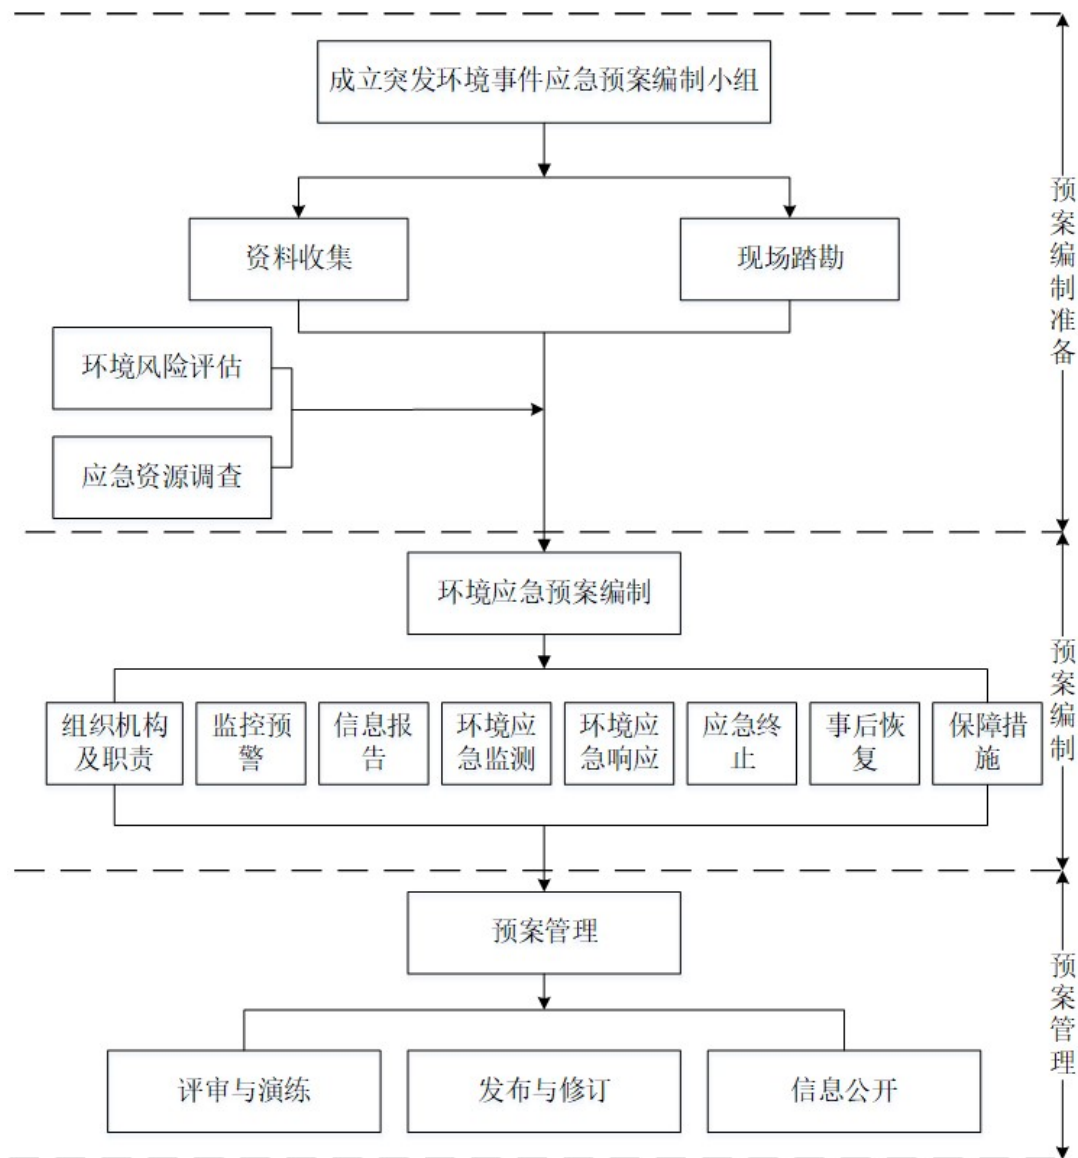 成立突发环境事件应急预案编制小组
资料收集
现场踏勘
环境风险评估
应急资源调查
预案编制准备
环境应急预案编制
组织机构
及职责
监控预
警
信息报
告
环境应
急监测
环境应
急响应
应急终
止
事后恢
复
保障措
施
预案编制
预案管理
评审与演练
发布与修订
信息公开
预案管理